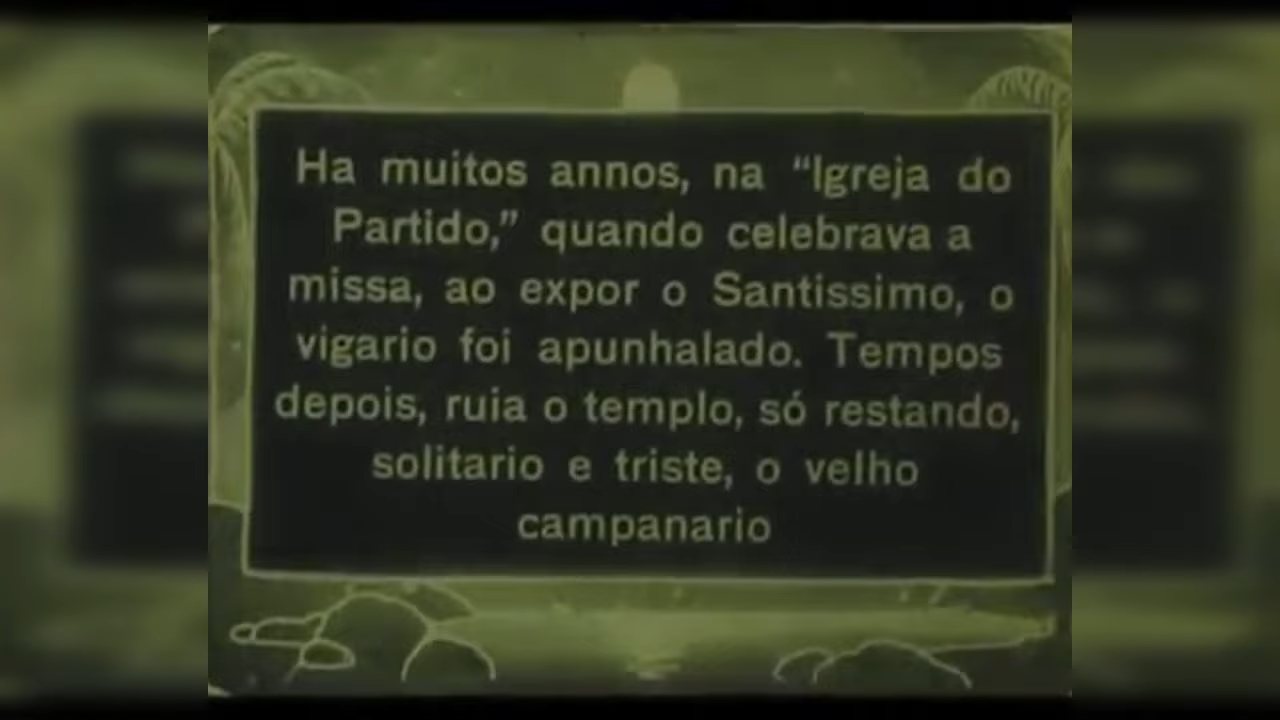 Ha muitos annos, na “Igreja do
Partido,” quando celebrava a
missa, ao expor o Santissimo, o
vigario foi apunhalado. Tempos
depois, ruia o templo, só restando,
solitario e triste, o velho
campanario